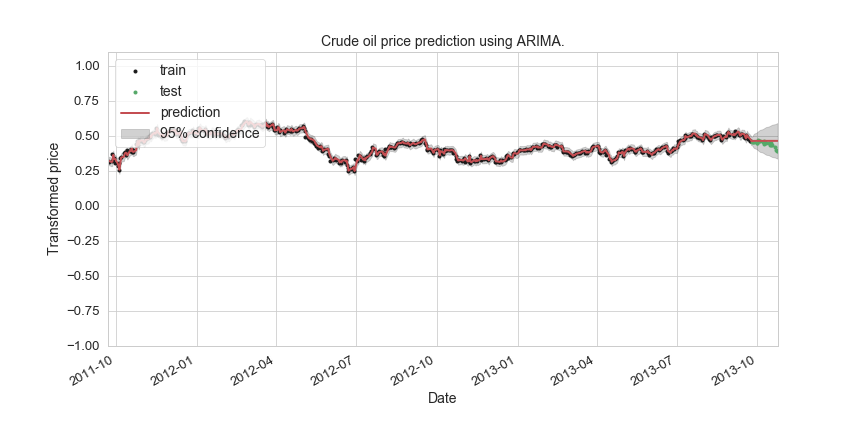 Crude oil price prediction using ARIMA.
train
test
prediction
95% confidence
1.00
0.75
0.50
0.25
0.00
−0.25
−0.50
−0.75
−1.00
Transformed price
2011-10
2012-01
2012-04
2012-07
2012-10
2013-01
2013-04
2013-07
2013-10
Date